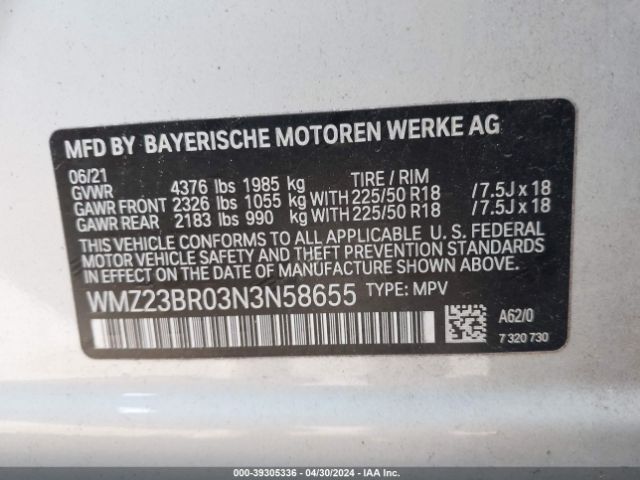 MFD BY BAYERISCHE MOTOREN WERKE AG
06/21
GVWR 4376 lbs 1985 kg TIRE / RIM
GAWR FRONT 2326 lbs 1055 kg WITH 225/50 R18 /7.5J x 18
GAWR REAR 2183 lbs 990 kg WITH 225/50 R18 /7.5J x 18
THIS VEHICLE CONFORMS TO ALL APPLICABLE U. S. FEDERAL
MOTOR VEHICLE SAFETY AND THEFT PREVENTION STANDARDS
IN EFFECT ON THE DATE OF MANUFACTURE SHOWN ABOVE.
WMZ23BR03N3N58655 TYPE: MPV
A62/0
7 320 730
000-39305336 - 04/30/2024 - IAA Inc.